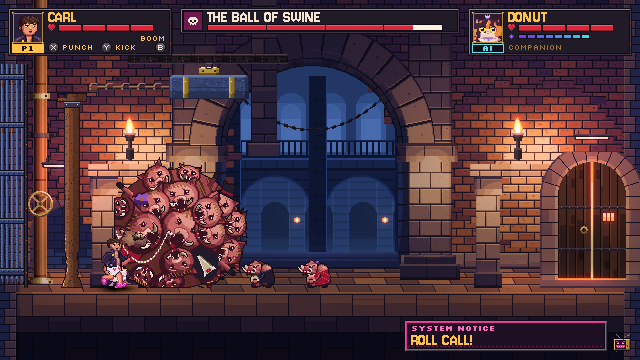 CARL
THE BALL OF SWINE
DONUT
BOOM
P1
X PUNCH Y KICK B
AI
COMPANION
SYSTEM NOTICE
ROLL CALL!